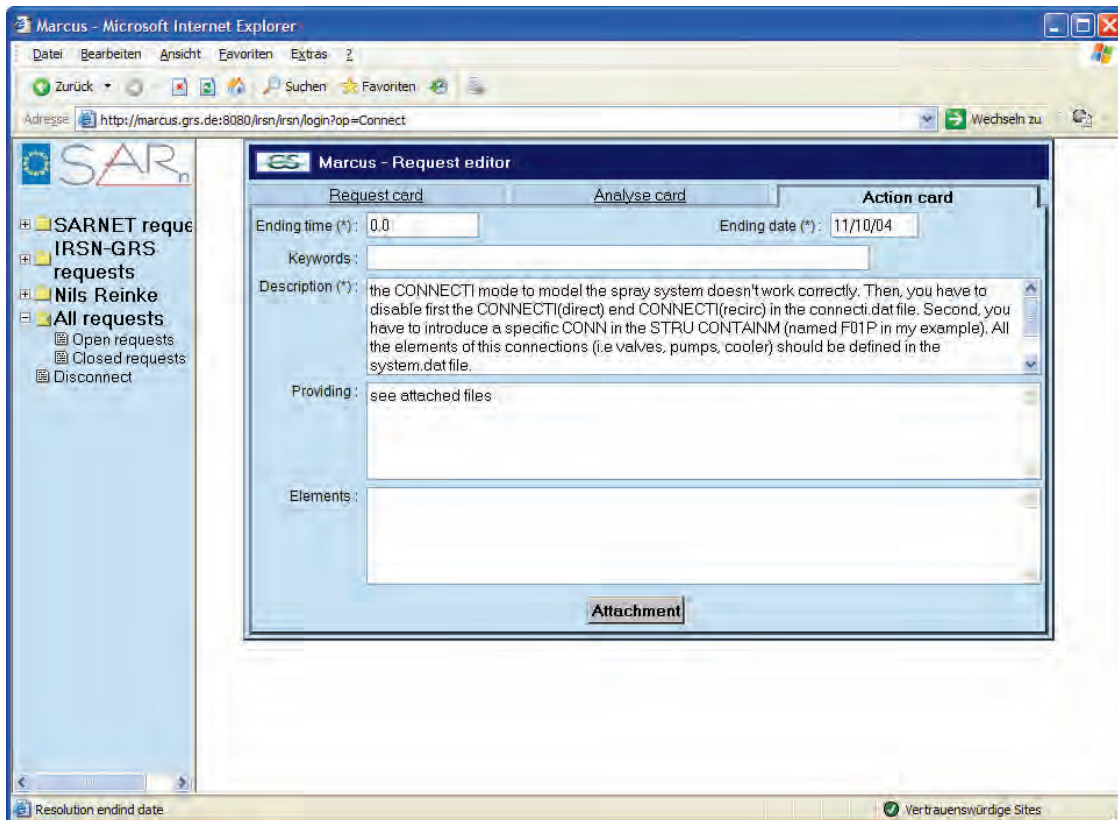 Marcus - Microsoft Internet Explorer
Datei Bearbeiten Ansicht Favoriten Extras ?
Zurück Suchen Favoriten
Adresse http://marcus.grs.de:8080/irsn/irsn/login?op=Connect Wechseln zu
SARn
SARNET reque
IRSN-GRS
requests
Nils Reinke
All requests
Open requests
Closed requests
Disconnect
Marcus - Request editor
Request card Analyse card Action card
Ending time (*) : 0.0 Ending date (*) : 11/10/04
Keywords :
Description (*) : the CONNECTI mode to model the spray system doesn't work correctly. Then, you have to
disable first the CONNECTI(direct) end CONNECTI(recirc) in the connecti.dat file. Second, you
have to introduce a specific CONN in the STRU CONTAINM (named F01P in my example). All
the elements of this connections (i.e valves, pumps, cooler) should be defined in the
system.dat file.
Providing : see attached files
Elements :
Attachment
Resolution endind date Vertrauenswürdige Sites